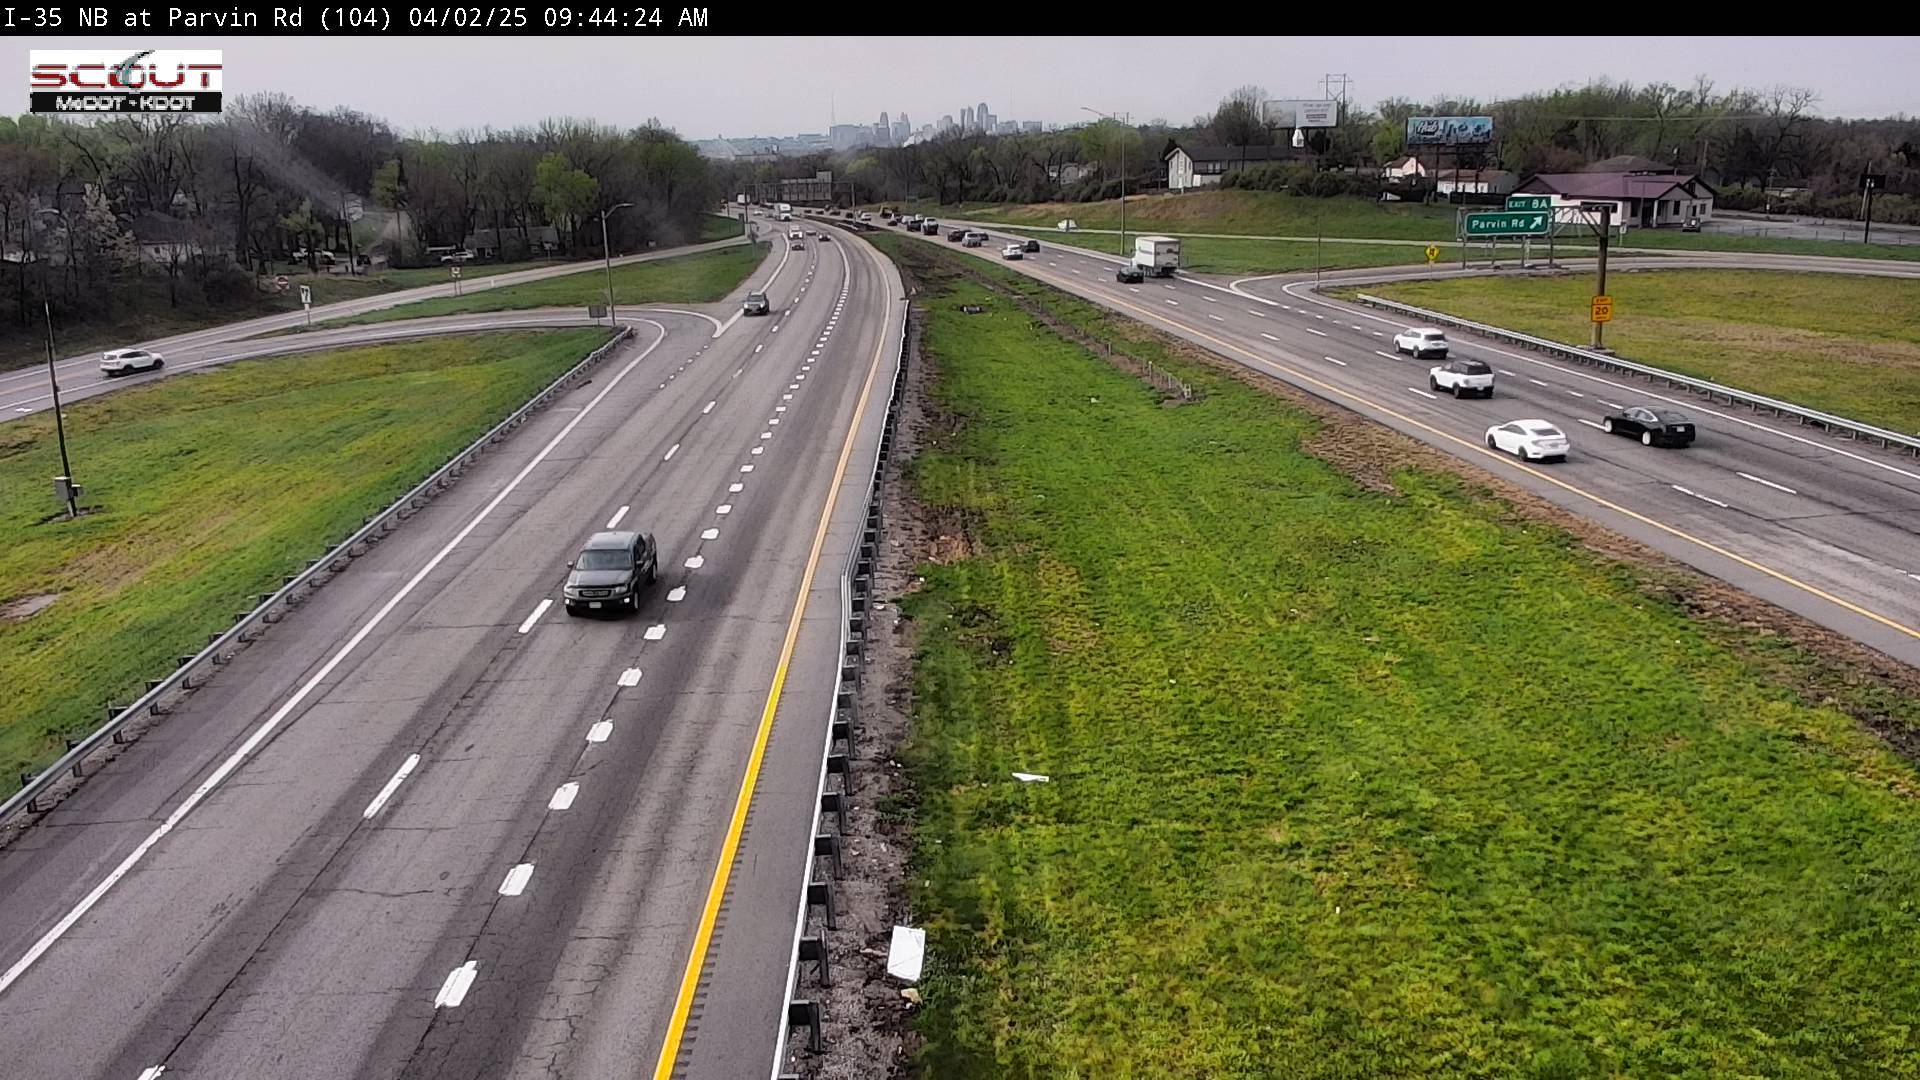 I-35 NB at Parvin Rd (104) 04/02/25 09:44:24 AM
SCOUT
MoDOT - KDOT
EXIT 8A
Parvin Rd
EXIT
20